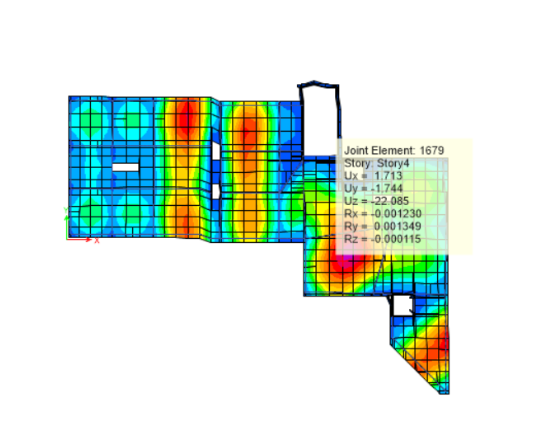 Joint Element: 1679
Story: Story4
Ux = 1.713
Uy = -1.744
Uz = -22.085
Rx = -0.001230
Ry = 0.001349
Rz = -0.000115
Y
X